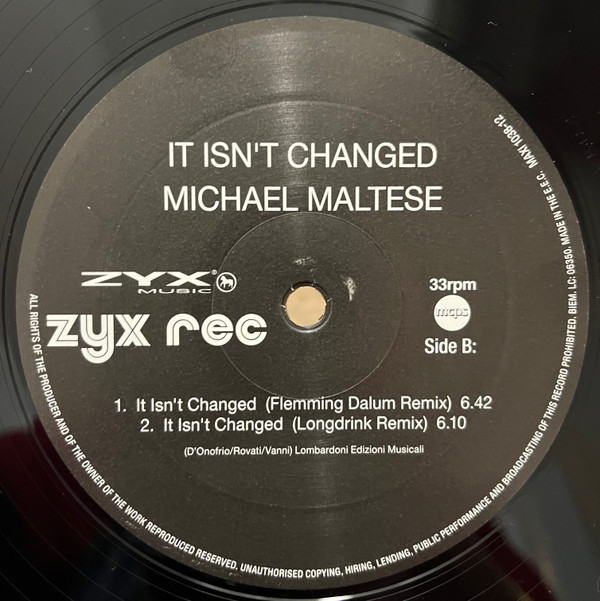 IT ISN'T CHANGED
MICHAEL MALTESE
ZYX®
MUSIC
zyx rec
33rpm
mcps
Side B:
1. It Isn't Changed (Flemming Dalum Remix) 6.42
2. It Isn't Changed (Longdrink Remix) 6.10
(D'Onofrio/Rovati/Vanni) Lombardoni Edizioni Musicali
ALL RIGHTS OF THE PRODUCER AND OF THE OWNER OF THE WORK REPRODUCED RESERVED. UNAUTHORISED COPYING, HIRING, LENDING, PUBLIC PERFORMANCE AND BROADCASTING OF THIS RECORD PROHIBITED. BIEM. LC: 06350. MADE IN THE E.E.C. MAXI 1038-12